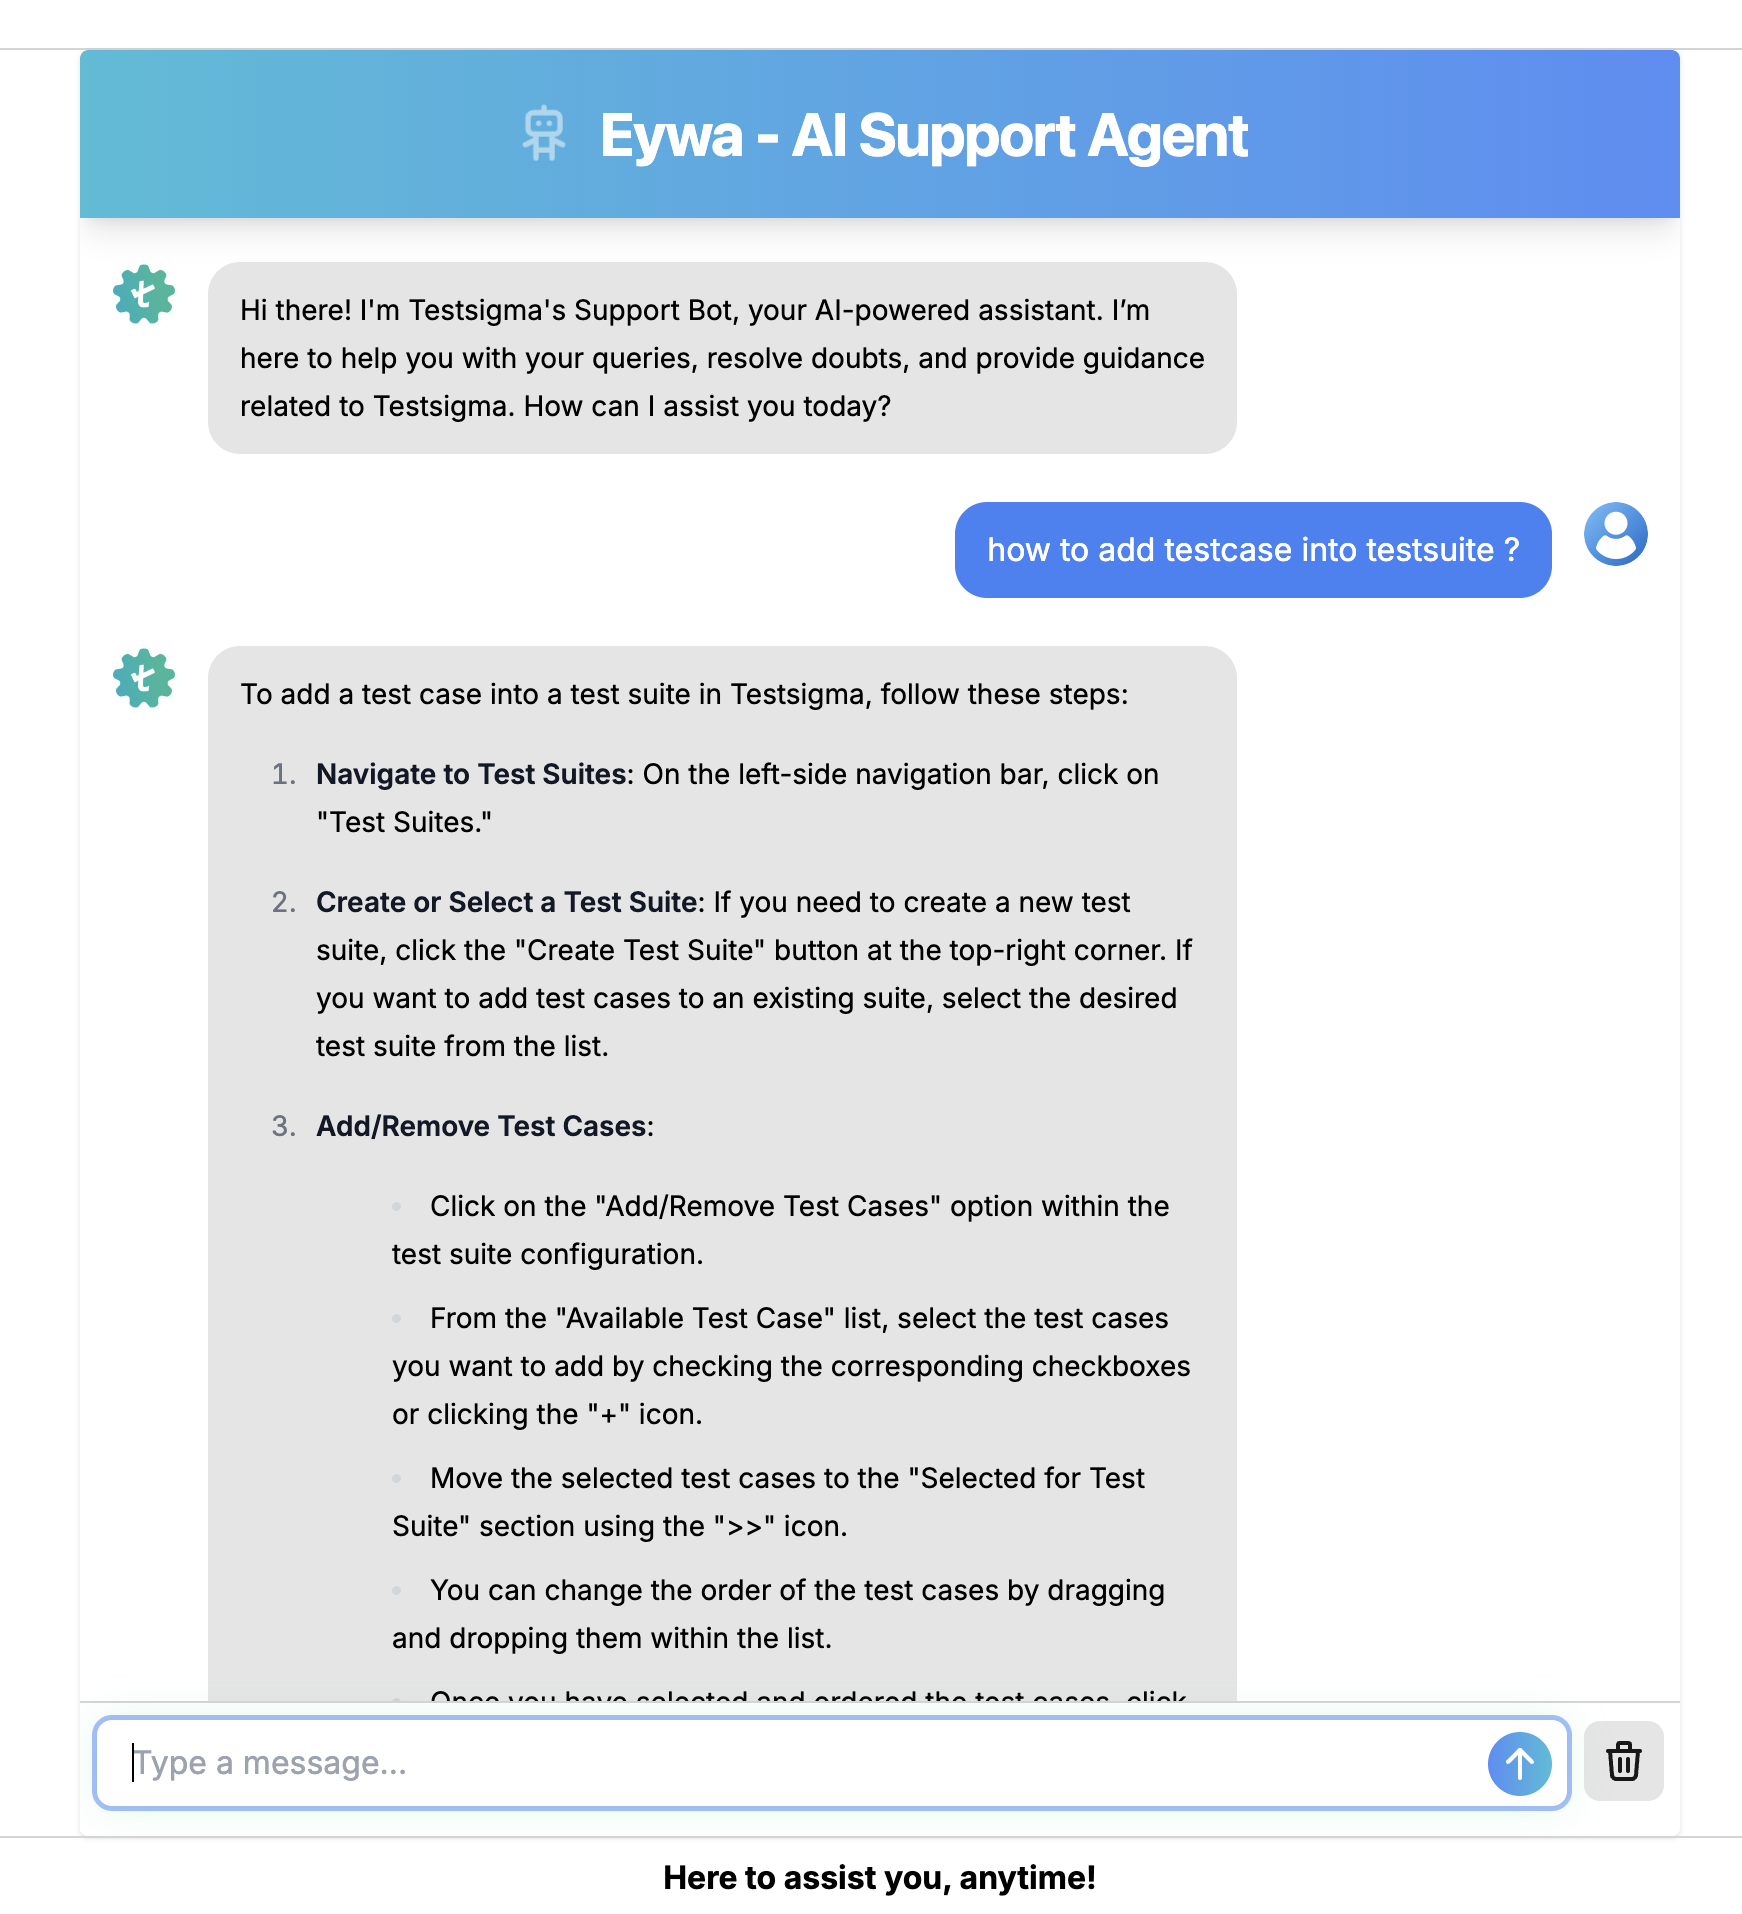 Eywa - AI Support Agent
Hi there! I'm Testsigma's Support Bot, your AI-powered assistant. I’m
here to help you with your queries, resolve doubts, and provide guidance
related to Testsigma. How can I assist you today?
how to add testcase into testsuite ?
To add a test case into a test suite in Testsigma, follow these steps:
1. Navigate to Test Suites: On the left-side navigation bar, click on
"Test Suites."
2. Create or Select a Test Suite: If you need to create a new test
suite, click the "Create Test Suite" button at the top-right corner. If
you want to add test cases to an existing suite, select the desired
test suite from the list.
3. Add/Remove Test Cases:
• Click on the "Add/Remove Test Cases" option within the
test suite configuration.
• From the "Available Test Case" list, select the test cases
you want to add by checking the corresponding checkboxes
or clicking the "+" icon.
• Move the selected test cases to the "Selected for Test
Suite" section using the ">>" icon.
• You can change the order of the test cases by dragging
and dropping them within the list.
• Once you have selected and ordered the test cases, click
Type a message...
Here to assist you, anytime!